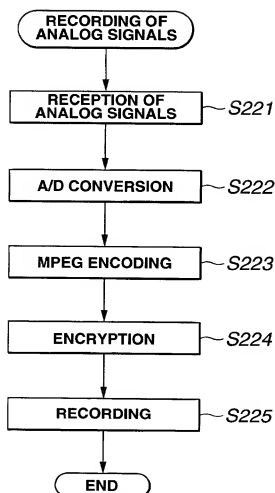 RECORDING OF
ANALOG SIGNALS
RECEPTION OF
ANALOG SIGNALS
S221
A/D CONVERSION
S222
MPEG ENCODING
S223
ENCRYPTION
S224
RECORDING
S225
END